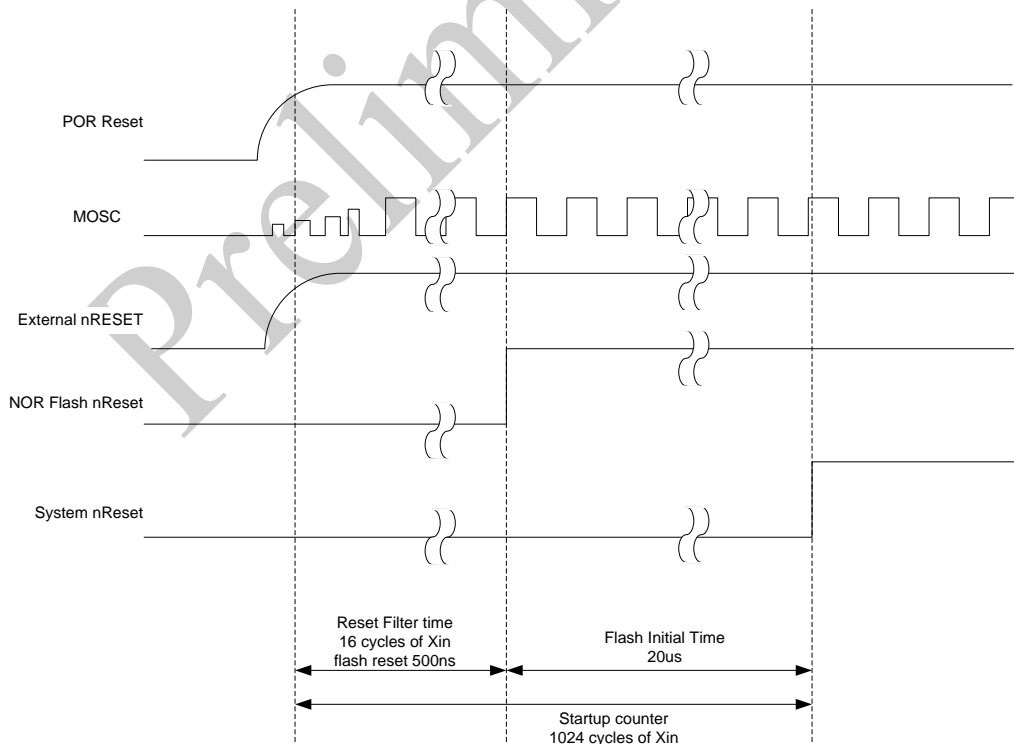 Prelim
POR Reset
MOSC
External nRESET
NOR Flash nReset
System nReset
Reset Filter time
16 cycles of Xin
flash reset 500ns
Flash Initial Time
20us
Startup counter
1024 cycles of Xin